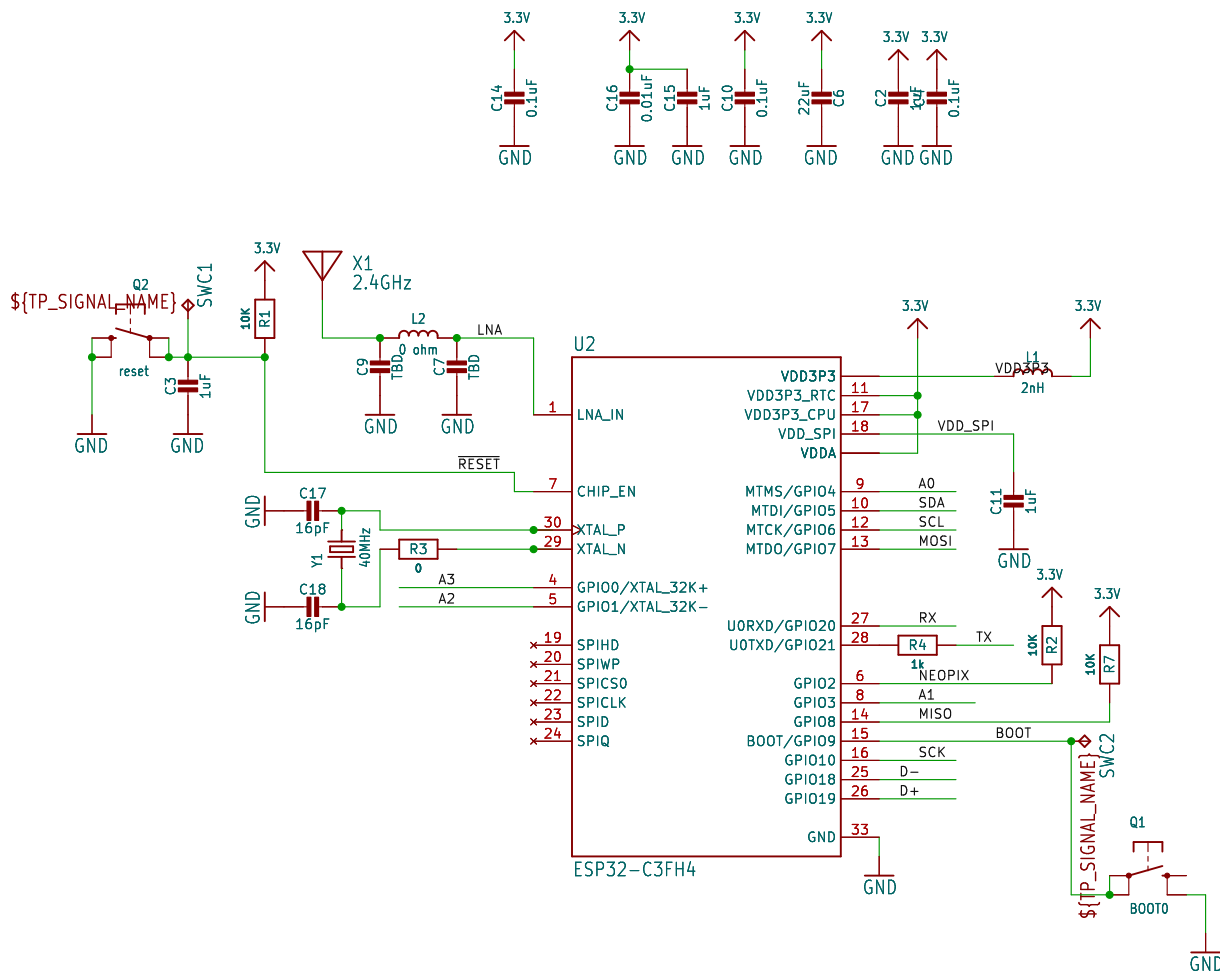 3.3V
3.3V
3.3V
3.3V
3.3V
3.3V
C14
0.1uF
C16
0.01uF
C15
1uF
C10
0.1uF
22uF
C6
C2
1uF
0.1uF
GND
GND
GND
GND
GND
GND
GND
3.3V
X1
2.4GHz
Q2
${TP_SIGNAL_NAME}
SWC1
10K
R1
reset
C3
1uF
GND
GND
L2
0 ohm
LNA
C9
TBD
C7
TBD
GND
GND
RESET
GND
C17
16pF
Y1
40MHz
R3
0
GND
C18
16pF
A3
A2
U2
1 LNA_IN
7 CHIP_EN
30 XTAL_P
29 XTAL_N
4 GPIO0/XTAL_32K+
5 GPIO1/XTAL_32K-
19 SPIHD
20 SPIWP
21 SPICS0
22 SPICLK
23 SPID
24 SPIQ
VDD3P3
VDD3P3_RTC 11
VDD3P3_CPU 17
VDD_SPI 18
VDDA
MTMS/GPIO4 9 A0
MTDI/GPIO5 10 SDA
MTCK/GPIO6 12 SCL
MTDO/GPIO7 13 MOSI
U0RXD/GPIO20 27 RX
U0TXD/GPIO21 28 R4 TX
1k
GPIO2 6 NEOPIX
GPIO3 8 A1
GPIO8 14 MISO
BOOT/GPIO9 15 BOOT
GPIO10 16 SCK
GPIO18 25 D-
GPIO19 26 D+
GND 33
ESP32-C3FH4
GND
3.3V
3.3V
L1
VDD3P3
2nH
VDD_SPI
C11
1uF
GND
3.3V
10K
R2
3.3V
10K
R7
SWC2
${TP_SIGNAL_NAME}
Q1
BOOT0
GND